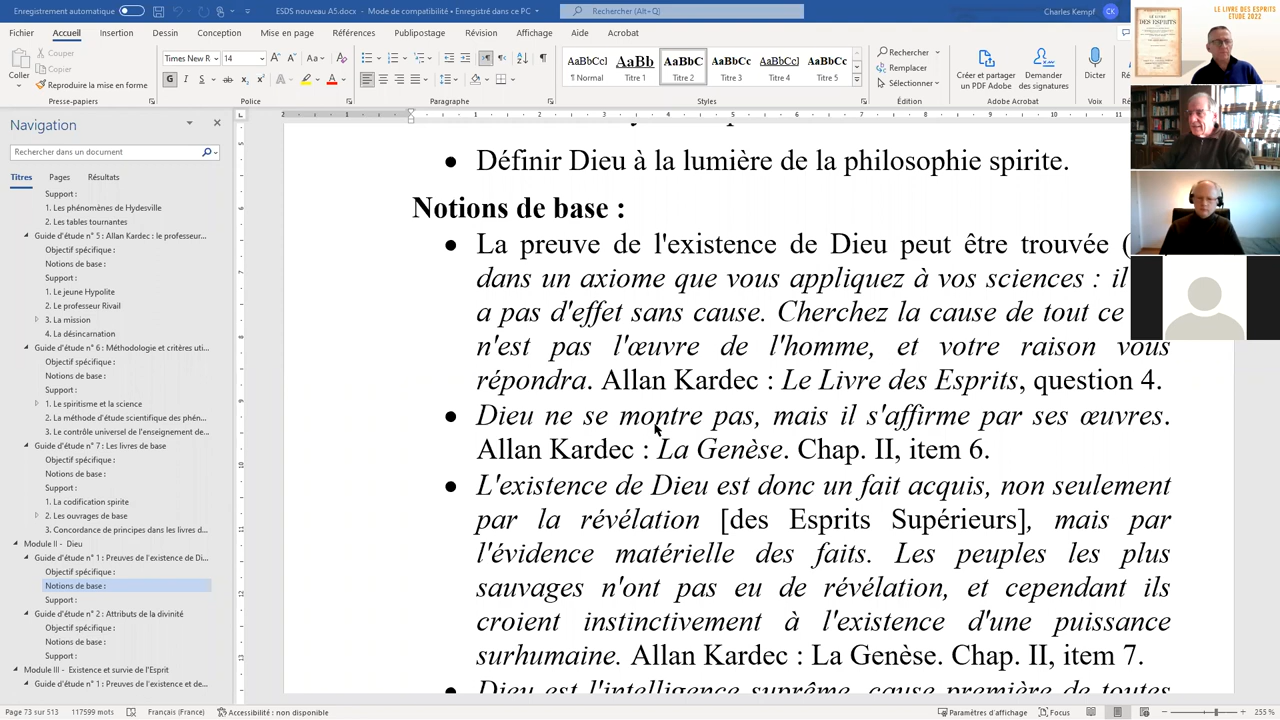 Enregistrement automatique
ESDS nouveau A5.docx - Mode de compatibilité • Enregistré dans ce PC
Rechercher (Alt+Q)
Charles Kempf
CK
LE LIVRE DES ESPRITS
ETUDE 2022
Fichier Accueil Insertion Dessin Conception Mise en page Références Publipostage Révision Affichage Aide Acrobat
Coller
Couper
Copier
Reproduire la mise en forme
Presse-papiers
Times New R 14
Police
Paragraphe
AaBbCcI AaBb AaBbC AaBbCc AaBbCcI AaBbCc
¶ Normal Titre 1 Titre 2 Titre 3 Titre 4 Titre 5
Styles
Rechercher
Remplacer
Sélectionner
Édition
Créer et partager
un PDF Adobe
Demander
des signatures
Adobe Acrobat
Dicter
Voix
Navigation
Rechercher dans un document
Titres Pages Résultats
Support :
1. Les phénomènes de Hydesville
2. Les tables tournantes
Guide d'étude n° 5 : Allan Kardec : le professeur...
Objectif spécifique :
Notions de base :
Support :
1. Le jeune Hypolite
2. Le professeur Rivail
3. La mission
4. La désincarnation
Guide d'étude n° 6 : Méthodologie et critères uti...
Objectif spécifique :
Notions de base :
Support :
1. Le spiritisme et la science
2. La méthode d'étude scientifique des phén...
3. Le contrôle universel de l'enseignement de...
Guide d'étude n° 7 : Les livres de base
Objectif spécifique :
Notions de base :
Support :
1. La codification spirite
2. Les ouvrages de base
3. Concordance de principes dans les livres d...
Module II - Dieu
Guide d'étude n° 1 : Preuves de l'existence de Di...
Objectif spécifique :
Notions de base :
Support :
Guide d'étude n° 2 : Attributs de la divinité
Objectif spécifique :
Notions de base :
Support :
Module III - Existence et survie de l'Esprit
Guide d'étude n° 1 : Preuves de l'existence et de...
● Définir Dieu à la lumière de la philosophie spirite.
Notions de base :
● La preuve de l'existence de Dieu peut être trouvée (
dans un axiome que vous appliquez à vos sciences : il
a pas d'effet sans cause. Cherchez la cause de tout ce
n'est pas l'œuvre de l'homme, et votre raison vous
répondra. Allan Kardec : Le Livre des Esprits, question 4.
● Dieu ne se montre pas, mais il s'affirme par ses œuvres.
Allan Kardec : La Genèse. Chap. II, item 6.
● L'existence de Dieu est donc un fait acquis, non seulement
par la révélation [des Esprits Supérieurs], mais par
l'évidence matérielle des faits. Les peuples les plus
sauvages n'ont pas eu de révélation, et cependant ils
croient instinctivement à l'existence d'une puissance
surhumaine. Allan Kardec : La Genèse. Chap. II, item 7.
● Dieu est l'intelligence suprême, cause première de toutes
Page 73 sur 513 117599 mots Français (France) Accessibilité : non disponible
Paramètres d'affichage Focus 255 %